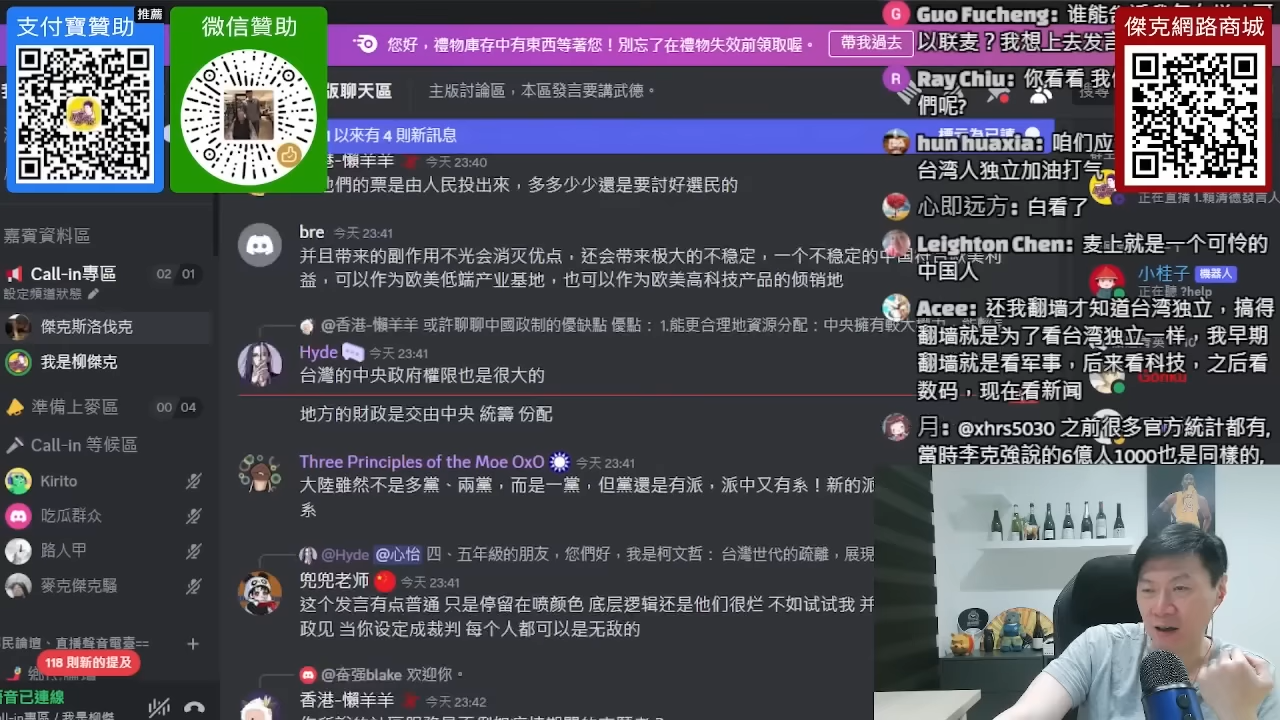 支付寶贊助
推薦
微信贊助
傑克網路商城
您好，禮物庫存中有東西等著您！別忘了在禮物失效前領取喔。
帶我過去
版聊天區
主版討論區，本區發言要講武德。
以來有 4 則新訊息
嘉賓資料區
Call-in專區
02 01
設定頻道狀態
傑克斯洛伐克
我是柳傑克
準備上麥區
00 04
Call-in 等候區
Kirito
吃瓜群众
路人甲
麥克傑克騷
民論壇、直播聲音電臺==
118 則新的提及
音已連線
港-懶羊羊
今天 23:40
他們的票是由人民投出來，多多少少還是要討好選民的
bre 今天 23:41
并且带来的副作用不光会消灭优点，还会带来极大的不稳定，一个不稳定的中国符合欧美利
益，可以作为欧美低端产业基地，也可以作为欧美高科技产品的倾销地
@香港-懶羊羊 或許聊聊中國政制的優缺點 優點： 1.能更合理地資源分配：中央擁有較大
Hyde 今天 23:41
台灣的中央政府權限也是很大的
地方的財政是交由中央 統籌 份配
Three Principles of the Moe OxO 今天 23:41
大陸雖然不是多黨、兩黨，而是一黨，但黨還是有派，派中又有系！新的派
系
@Hyde @心怡 四、五年級的朋友，您們好，我是柯文哲： 台灣世代的疏離，展現
兜兜老师 今天 23:41
这个发言有点普通 只是停留在喷颜色 底层逻辑还是他们很烂 不如试试我 并
政见 当你设定成裁判 每个人都可以是无敌的
@奋强blake 欢迎你。
香港-懶羊羊 今天 23:42
Guo Fucheng:
以联麦？我想上去发言
Ray Chiu: 你看看 我
們呢?
hun huaxia: 咱们应
台湾人独立加油打气
心即远方: 白看了
Leighton Chen: 麦上就是一个可怜的
中国人
Acee: 还我翻墙才知道台湾独立，搞得
翻墙就是为了看台湾独立一样，我早期
翻墙就是看军事，后来看科技，之后看
数码，现在看新闻
月: @xhrs5030 之前很多官方統計都有,
當時李克強說的6億人1000也是同樣的,
正在直播 1.賴清德發言人
小桂子 機器人
正在聽 ?help